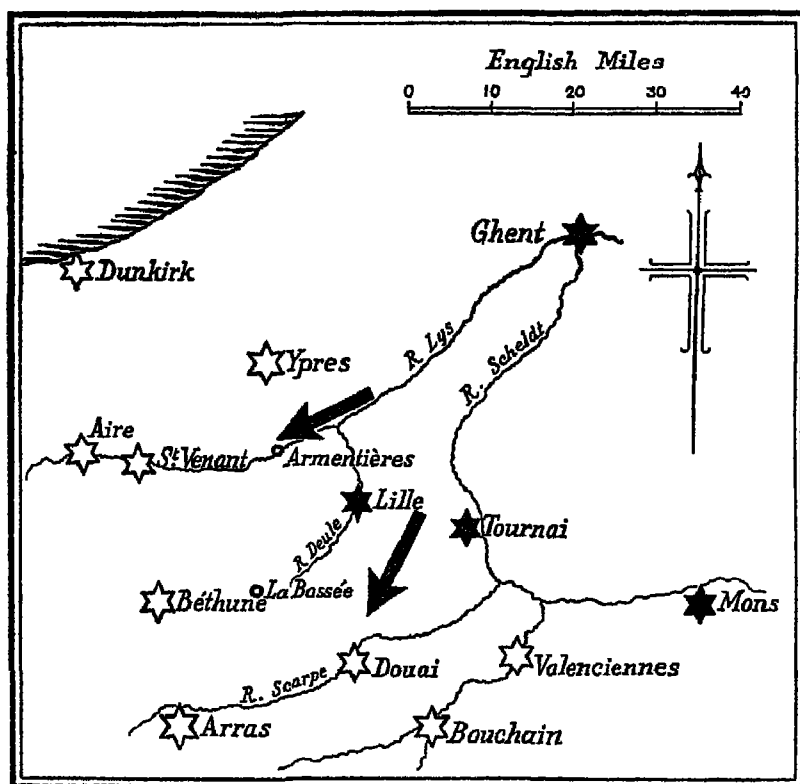 English Miles
0 10 20 30 40
Ghent
Dunkirk
R. Lys
R. Scheldt
Ypres
Aire
St. Venant
Armentières
Lille
R. Deule
Tournai
Béthune
La Bassée
Mons
Douai
Valenciennes
R. Scarpe
Arras
Bouchain